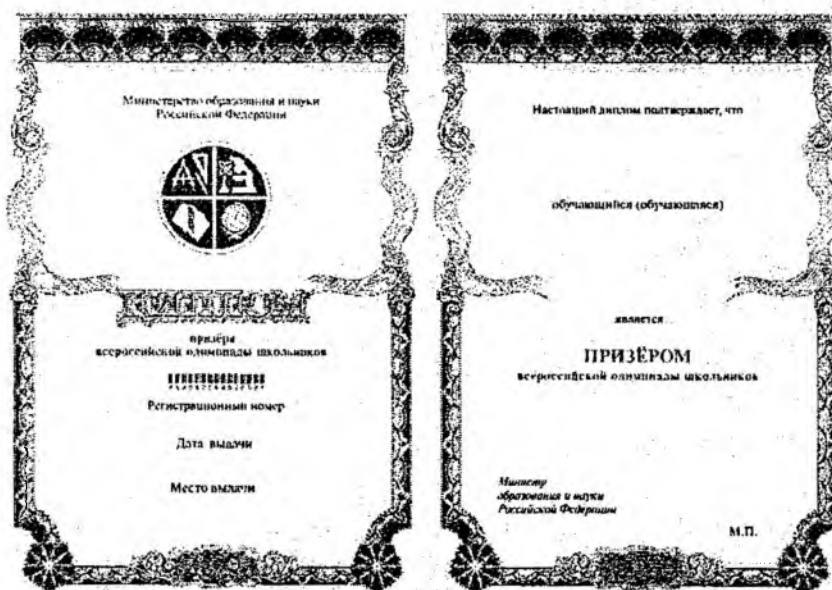 Министерство образования и науки
Российской Федерации
ДИПЛОМ
призёра
всероссийской олимпиады школьников
Регистрационный номер
Дата выдачи
Место выдачи
Настоящий диплом подтверждает, что
обучающийся (обучающаяся)
является
ПРИЗЁРОМ
всероссийской олимпиады школьников
Министр
образования и науки
Российской Федерации
М.П.